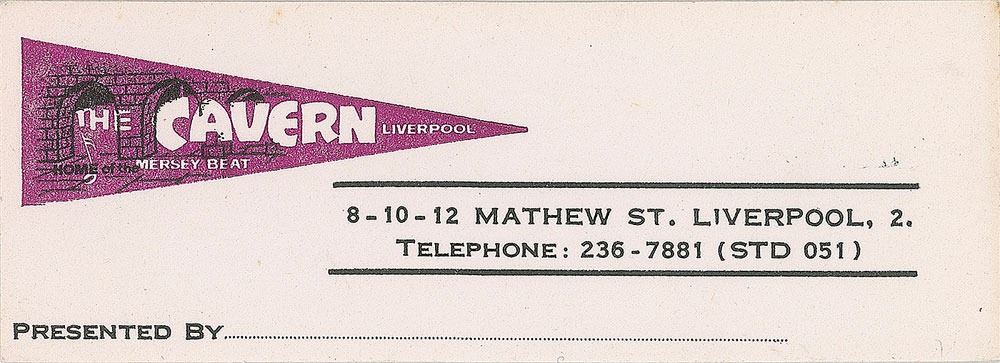 THE CAVERN LIVERPOOL
HOME of the MERSEY BEAT
8-10-12 MATHEW ST. LIVERPOOL, 2.
TELEPHONE: 236-7881 (STD 051)
PRESENTED BY